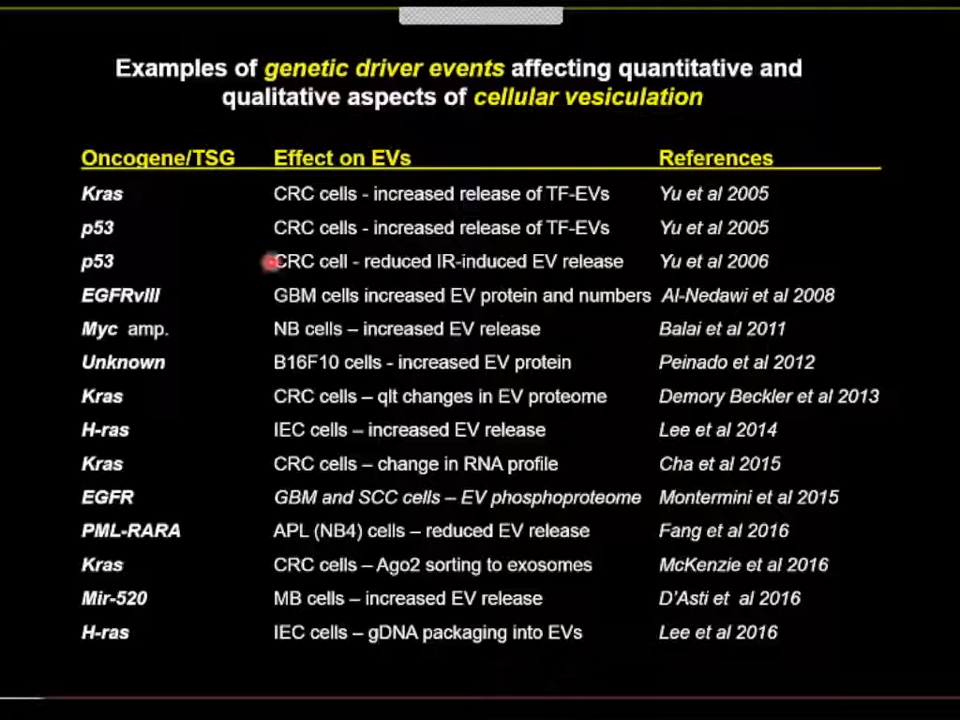 Examples of genetic driver events affecting quantitative and
qualitative aspects of cellular vesiculation
Oncogene/TSG Effect on EVs References
Kras CRC cells - increased release of TF-EVs Yu et al 2005
p53 CRC cells - increased release of TF-EVs Yu et al 2005
p53 CRC cell - reduced IR-induced EV release Yu et al 2006
EGFRvIII GBM cells increased EV protein and numbers Al-Nedawi et al 2008
Myc amp. NB cells – increased EV release Balai et al 2011
Unknown B16F10 cells - increased EV protein Peinado et al 2012
Kras CRC cells – qlt changes in EV proteome Demory Beckler et al 2013
H-ras IEC cells – increased EV release Lee et al 2014
Kras CRC cells – change in RNA profile Cha et al 2015
EGFR GBM and SCC cells – EV phosphoproteome Montermini et al 2015
PML-RARA APL (NB4) cells – reduced EV release Fang et al 2016
Kras CRC cells – Ago2 sorting to exosomes McKenzie et al 2016
Mir-520 MB cells – increased EV release D'Asti et al 2016
H-ras IEC cells – gDNA packaging into EVs Lee et al 2016